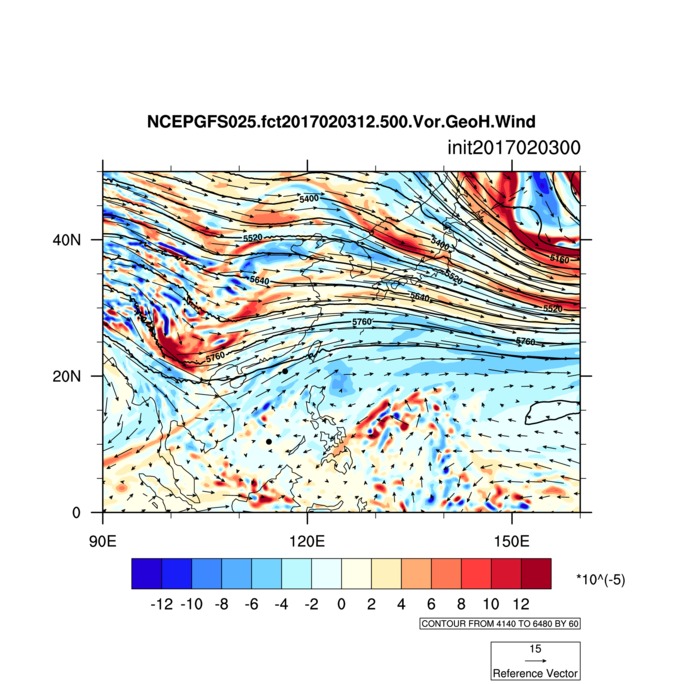 NCEPGFS025.fct2017020312.500.Vor.GeoH.Wind
init2017020300
5400
5520
5400
40N
5160
5640
5520
5640
5520
5760
5760
5760
20N
0
90E 120E 150E
-12 -10 -8 -6 -4 -2 0 2 4 6 8 10 12
*10^(-5)
CONTOUR FROM 4140 TO 6480 BY 60
15
Reference Vector